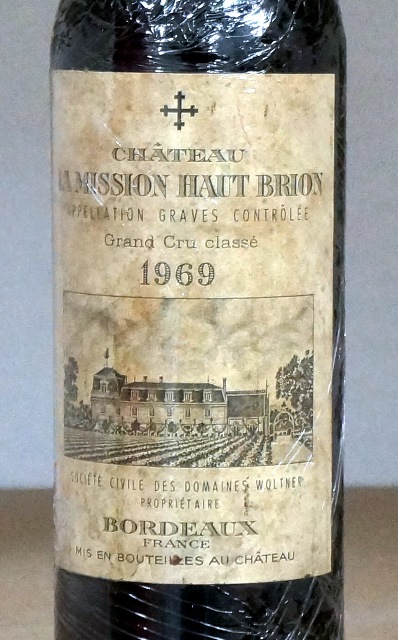 CHÂTEAU
LA MISSION HAUT BRION
APPELLATION GRAVES CONTRÔLÉE
Grand Cru classé
1969
SOCIÉTÉ CIVILE DES DOMAINES WOLTNER
PROPRIÉTAIRE
BORDEAUX
FRANCE
MIS EN BOUTEILLES AU CHÂTEAU